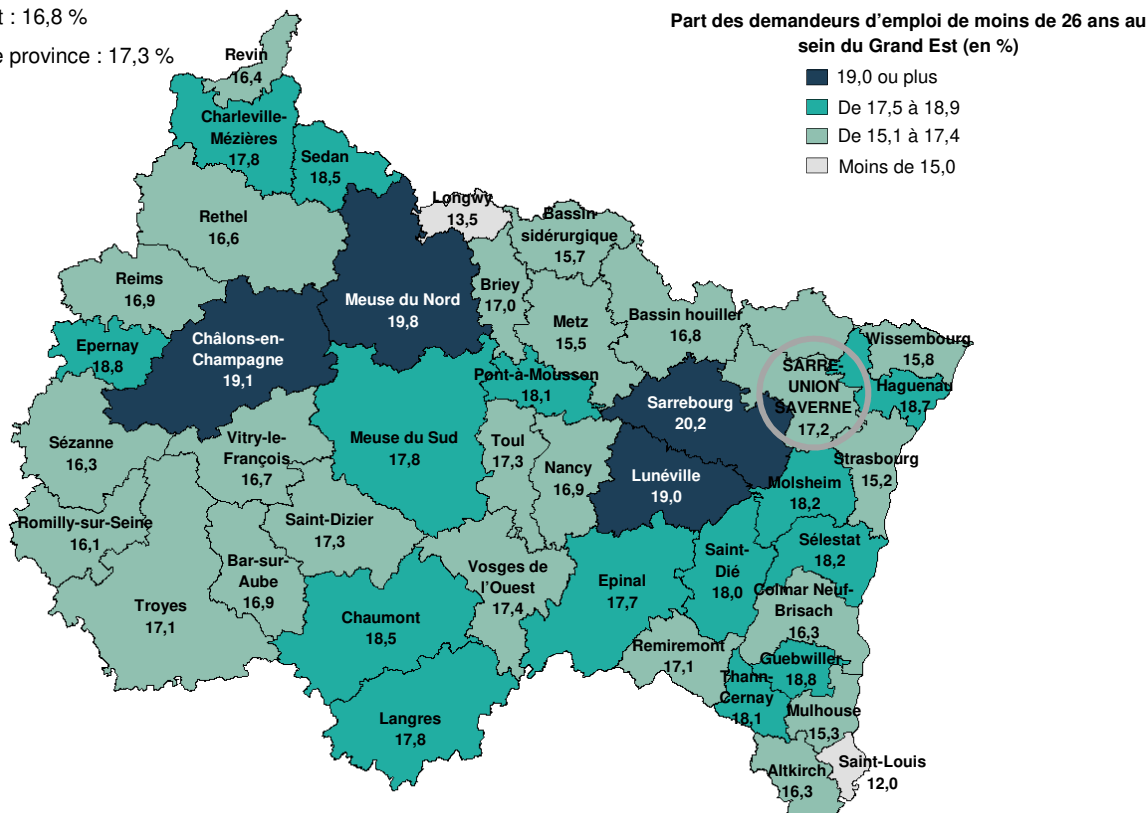 t : 16,8 %
e province : 17,3 %
Part des demandeurs d’emploi de moins de 26 ans au
sein du Grand Est (en %)
19,0 ou plus
De 17,5 à 18,9
De 15,1 à 17,4
Moins de 15,0
Revin
16,4
Charleville-
Mézières
17,8
Sedan
18,5
Rethel
16,6
Longwy
13,5
Bassin
sidérurgique
15,7
Reims
16,9
Meuse du Nord
19,8
Briey
17,0
Metz
15,5
Bassin houiller
16,8
Wissembourg
15,8
Epernay
18,8
Châlons-en-
Champagne
19,1
Pont-à-Mousson
18,1
Sarrebourg
20,2
SARRE-
UNION
SAVERNE
17,2
Haguenau
18,7
Sézanne
16,3
Vitry-le-
François
16,7
Meuse du Sud
17,8
Toul
17,3
Nancy
16,9
Lunéville
19,0
Strasbourg
15,2
Molsheim
18,2
Romilly-sur-Seine
16,1
Saint-Dizier
17,3
Sélestat
18,2
Bar-sur-
Aube
16,9
Vosges de
l’Ouest
17,4
Epinal
17,7
Saint-
Dié
18,0
Troyes
17,1
Chaumont
18,5
Colmar Neuf-
Brisach
16,3
Remiremont
17,1
Guebwiller
18,8
Thann-
Cernay
18,1
Langres
17,8
Mulhouse
15,3
Altkirch
16,3
Saint-Louis
12,0